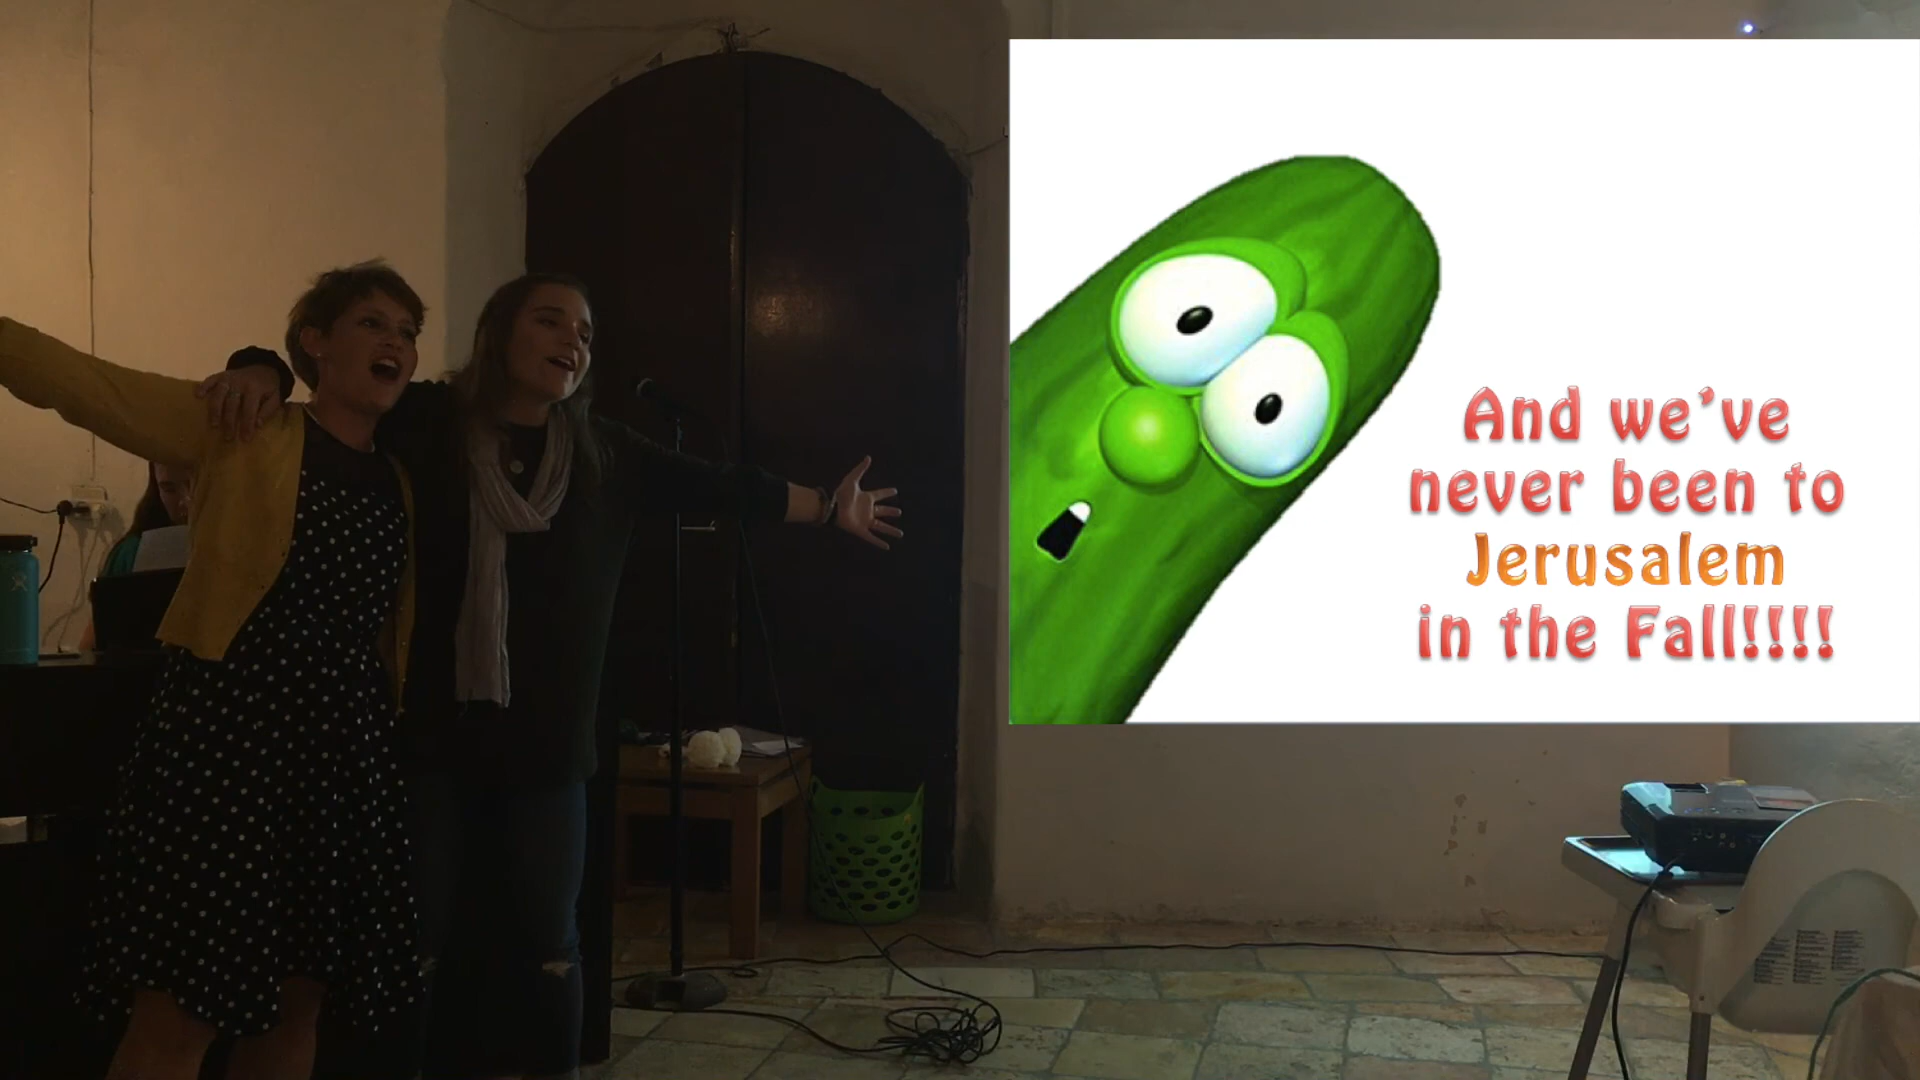 And we've
never been to
Jerusalem
in the Fall!!!!